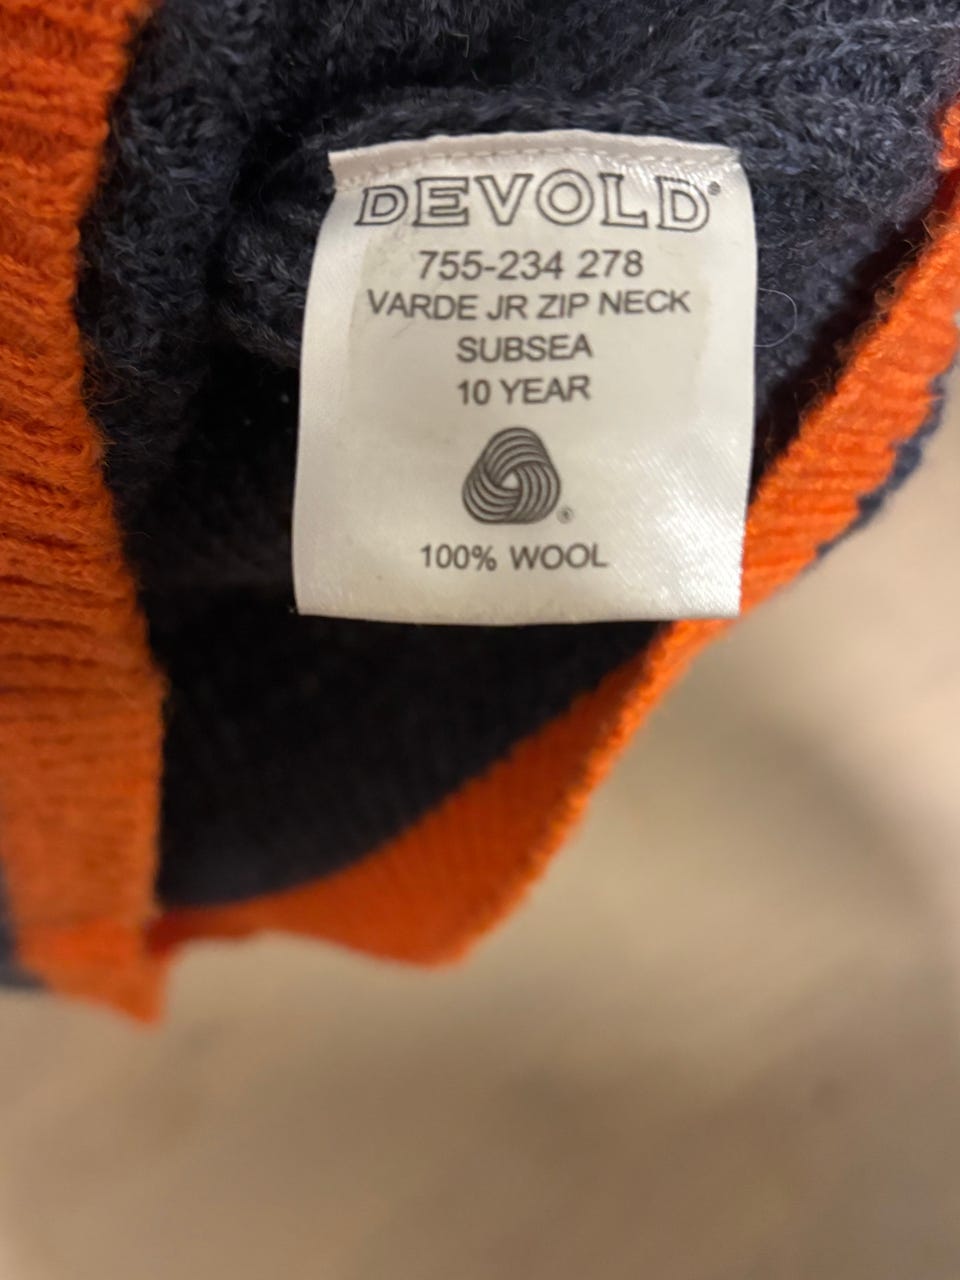 DEVOLD®
755-234 278
VARDE JR ZIP NECK
SUBSEA
10 YEAR
®
100% WOOL